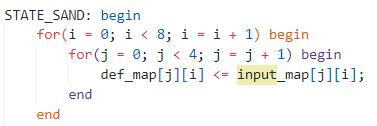 STATE_SAND: begin
for(i = 0; i < 8; i = i + 1) begin
for(j = 0; j < 4; j = j + 1) begin
def_map[j][i] <= input_map[j][i];
end
end